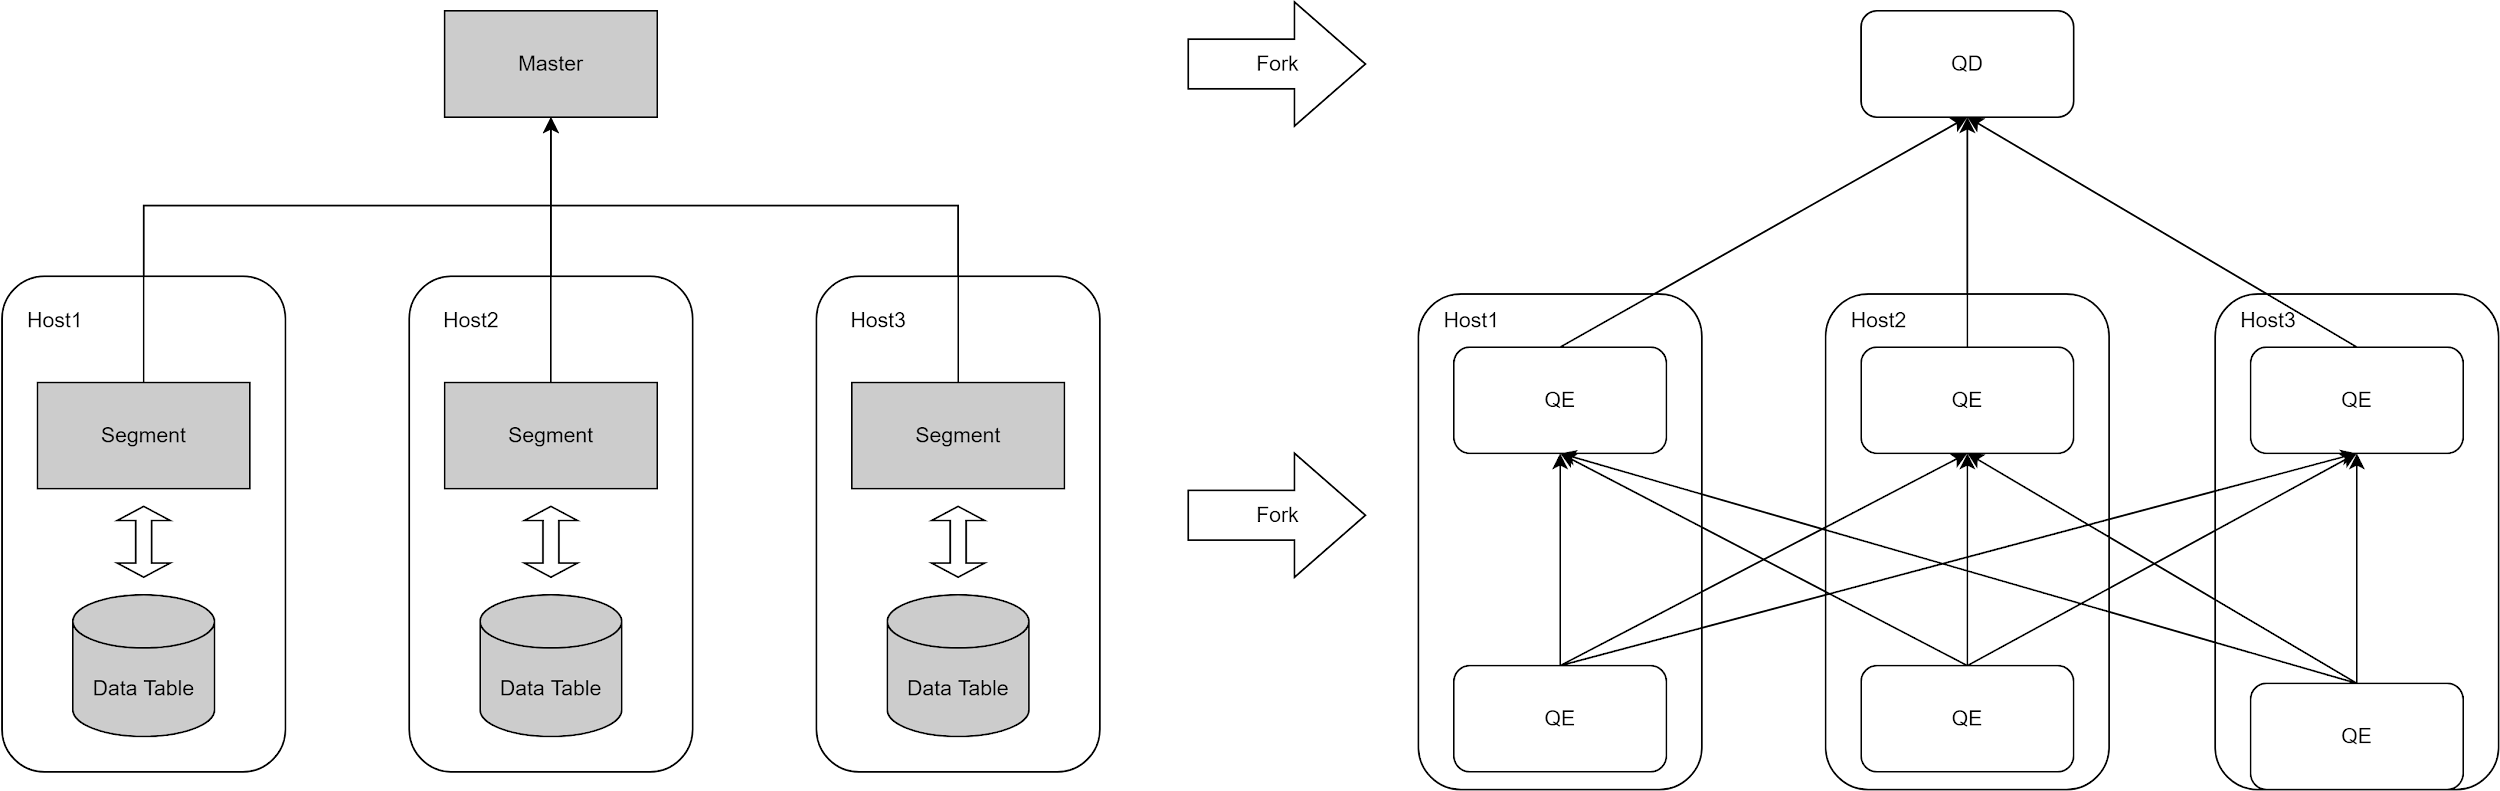 Master
Fork
QD
Host1
Host2
Host3
Host1
Host2
Host3
QE
QE
QE
Segment
Segment
Segment
Fork
Data Table
Data Table
Data Table
QE
QE
QE